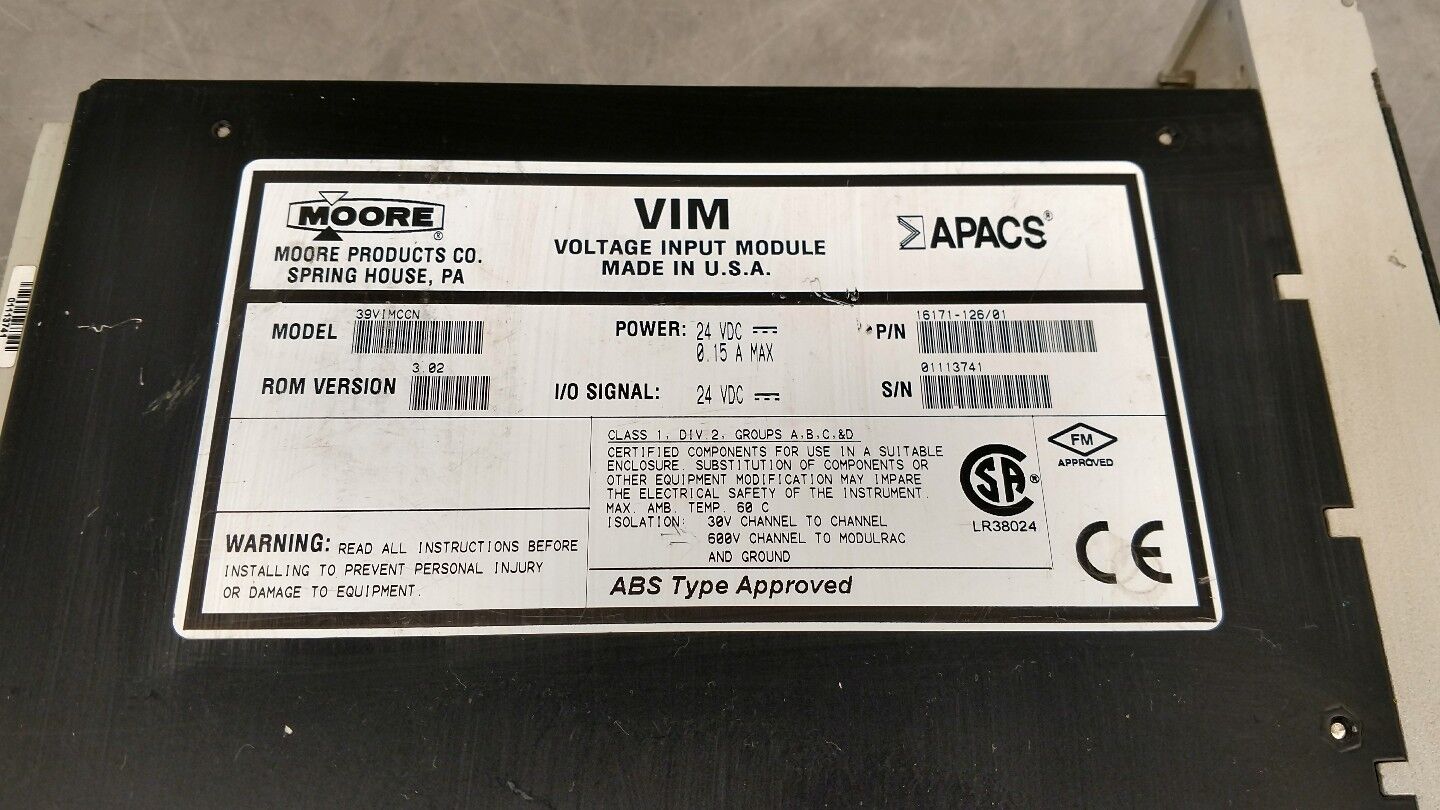 MOORE®
MOORE PRODUCTS CO.
SPRING HOUSE, PA
VIM
VOLTAGE INPUT MODULE
MADE IN U.S.A.
APACS®
MODEL 39VIMCCN
ROM VERSION 3.02
POWER: 24 VDC
0.15 A MAX
I/O SIGNAL: 24 VDC
P/N 16171-126/01
S/N 01113741
CLASS 1, DIV.2, GROUPS A,B,C,&D
CERTIFIED COMPONENTS FOR USE IN A SUITABLE
ENCLOSURE. SUBSTITUTION OF COMPONENTS OR
OTHER EQUIPMENT MODIFICATION MAY IMPARE
THE ELECTRICAL SAFETY OF THE INSTRUMENT.
MAX. AMB. TEMP. 60 C
ISOLATION: 30V CHANNEL TO CHANNEL
600V CHANNEL TO MODULRAC
AND GROUND
ABS Type Approved
SA®
LR38024
FM
APPROVED
CE
WARNING: READ ALL INSTRUCTIONS BEFORE
INSTALLING TO PREVENT PERSONAL INJURY
OR DAMAGE TO EQUIPMENT.
01113741